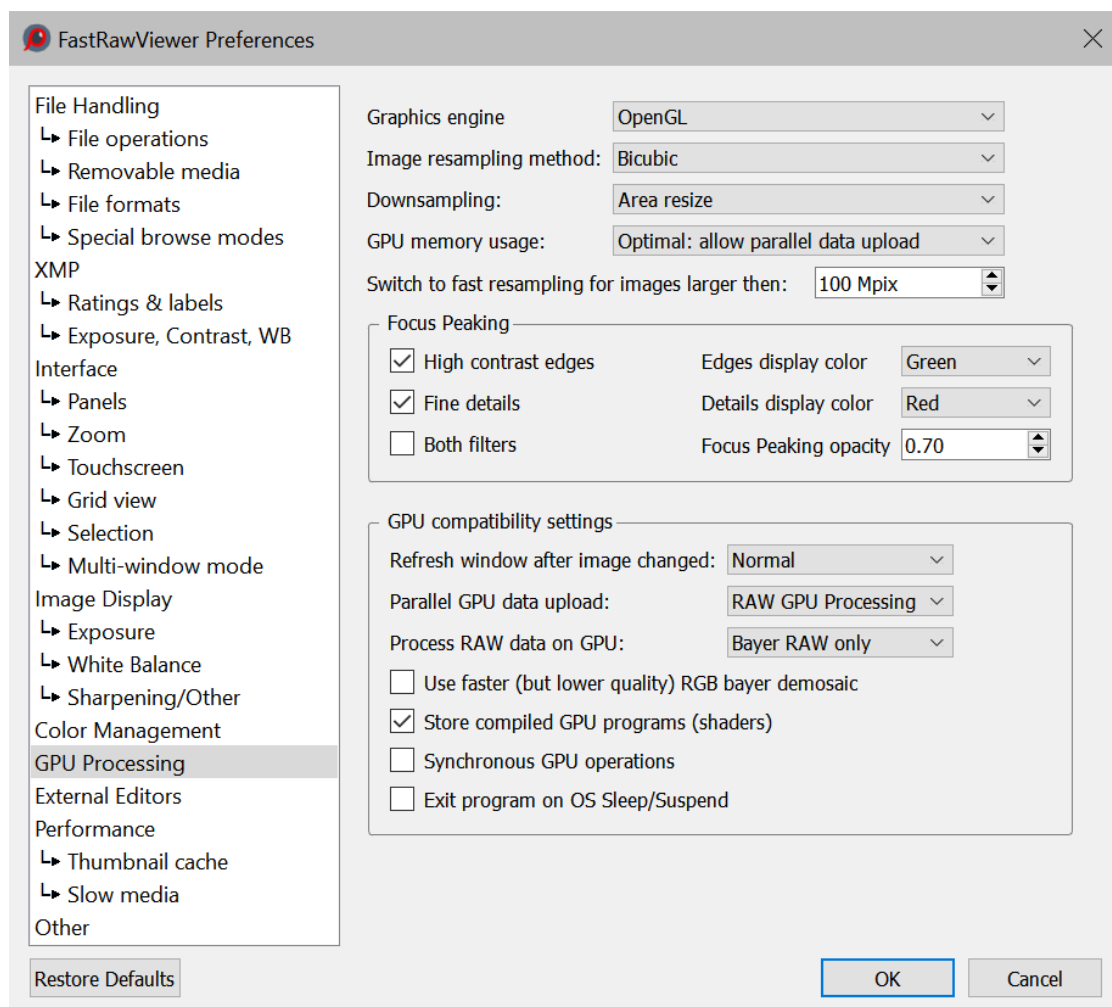 FastRawViewer Preferences
File Handling
File operations
Removable media
File formats
Special browse modes
XMP
Ratings & labels
Exposure, Contrast, WB
Interface
Panels
Zoom
Touchscreen
Grid view
Selection
Multi-window mode
Image Display
Exposure
White Balance
Sharpening/Other
Color Management
GPU Processing
External Editors
Performance
Thumbnail cache
Slow media
Other
Graphics engine OpenGL
Image resampling method: Bicubic
Downsampling: Area resize
GPU memory usage: Optimal: allow parallel data upload
Switch to fast resampling for images larger then: 100 Mpix
Focus Peaking
High contrast edges Edges display color Green
Fine details Details display color Red
Both filters Focus Peaking opacity 0.70
GPU compatibility settings
Refresh window after image changed: Normal
Parallel GPU data upload: RAW GPU Processing
Process RAW data on GPU: Bayer RAW only
Use faster (but lower quality) RGB bayer demosaic
Store compiled GPU programs (shaders)
Synchronous GPU operations
Exit program on OS Sleep/Suspend
Restore Defaults OK Cancel